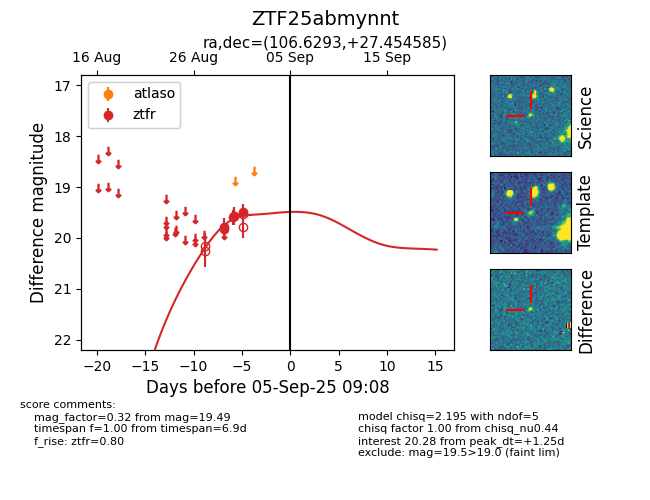 ZTF25abmynnt
ra,dec=(106.6293,+27.454585)
16 Aug 26 Aug 05 Sep 15 Sep
atlaso
ztfr
17
18
19
20
21
22
Difference magnitude
−20 −15 −10 −5 0 5 10 15
Days before 05-Sep-25 09:08
Science
Template
Difference
score comments:
mag_factor=0.32 from mag=19.49
timespan f=1.00 from timespan=6.9d
f_rise: ztfr=0.80
model chisq=2.195 with ndof=5
chisq factor 1.00 from chisq_nu0.44
interest 20.28 from peak_dt=+1.25d
exclude: mag=19.5>19.0 (faint lim)